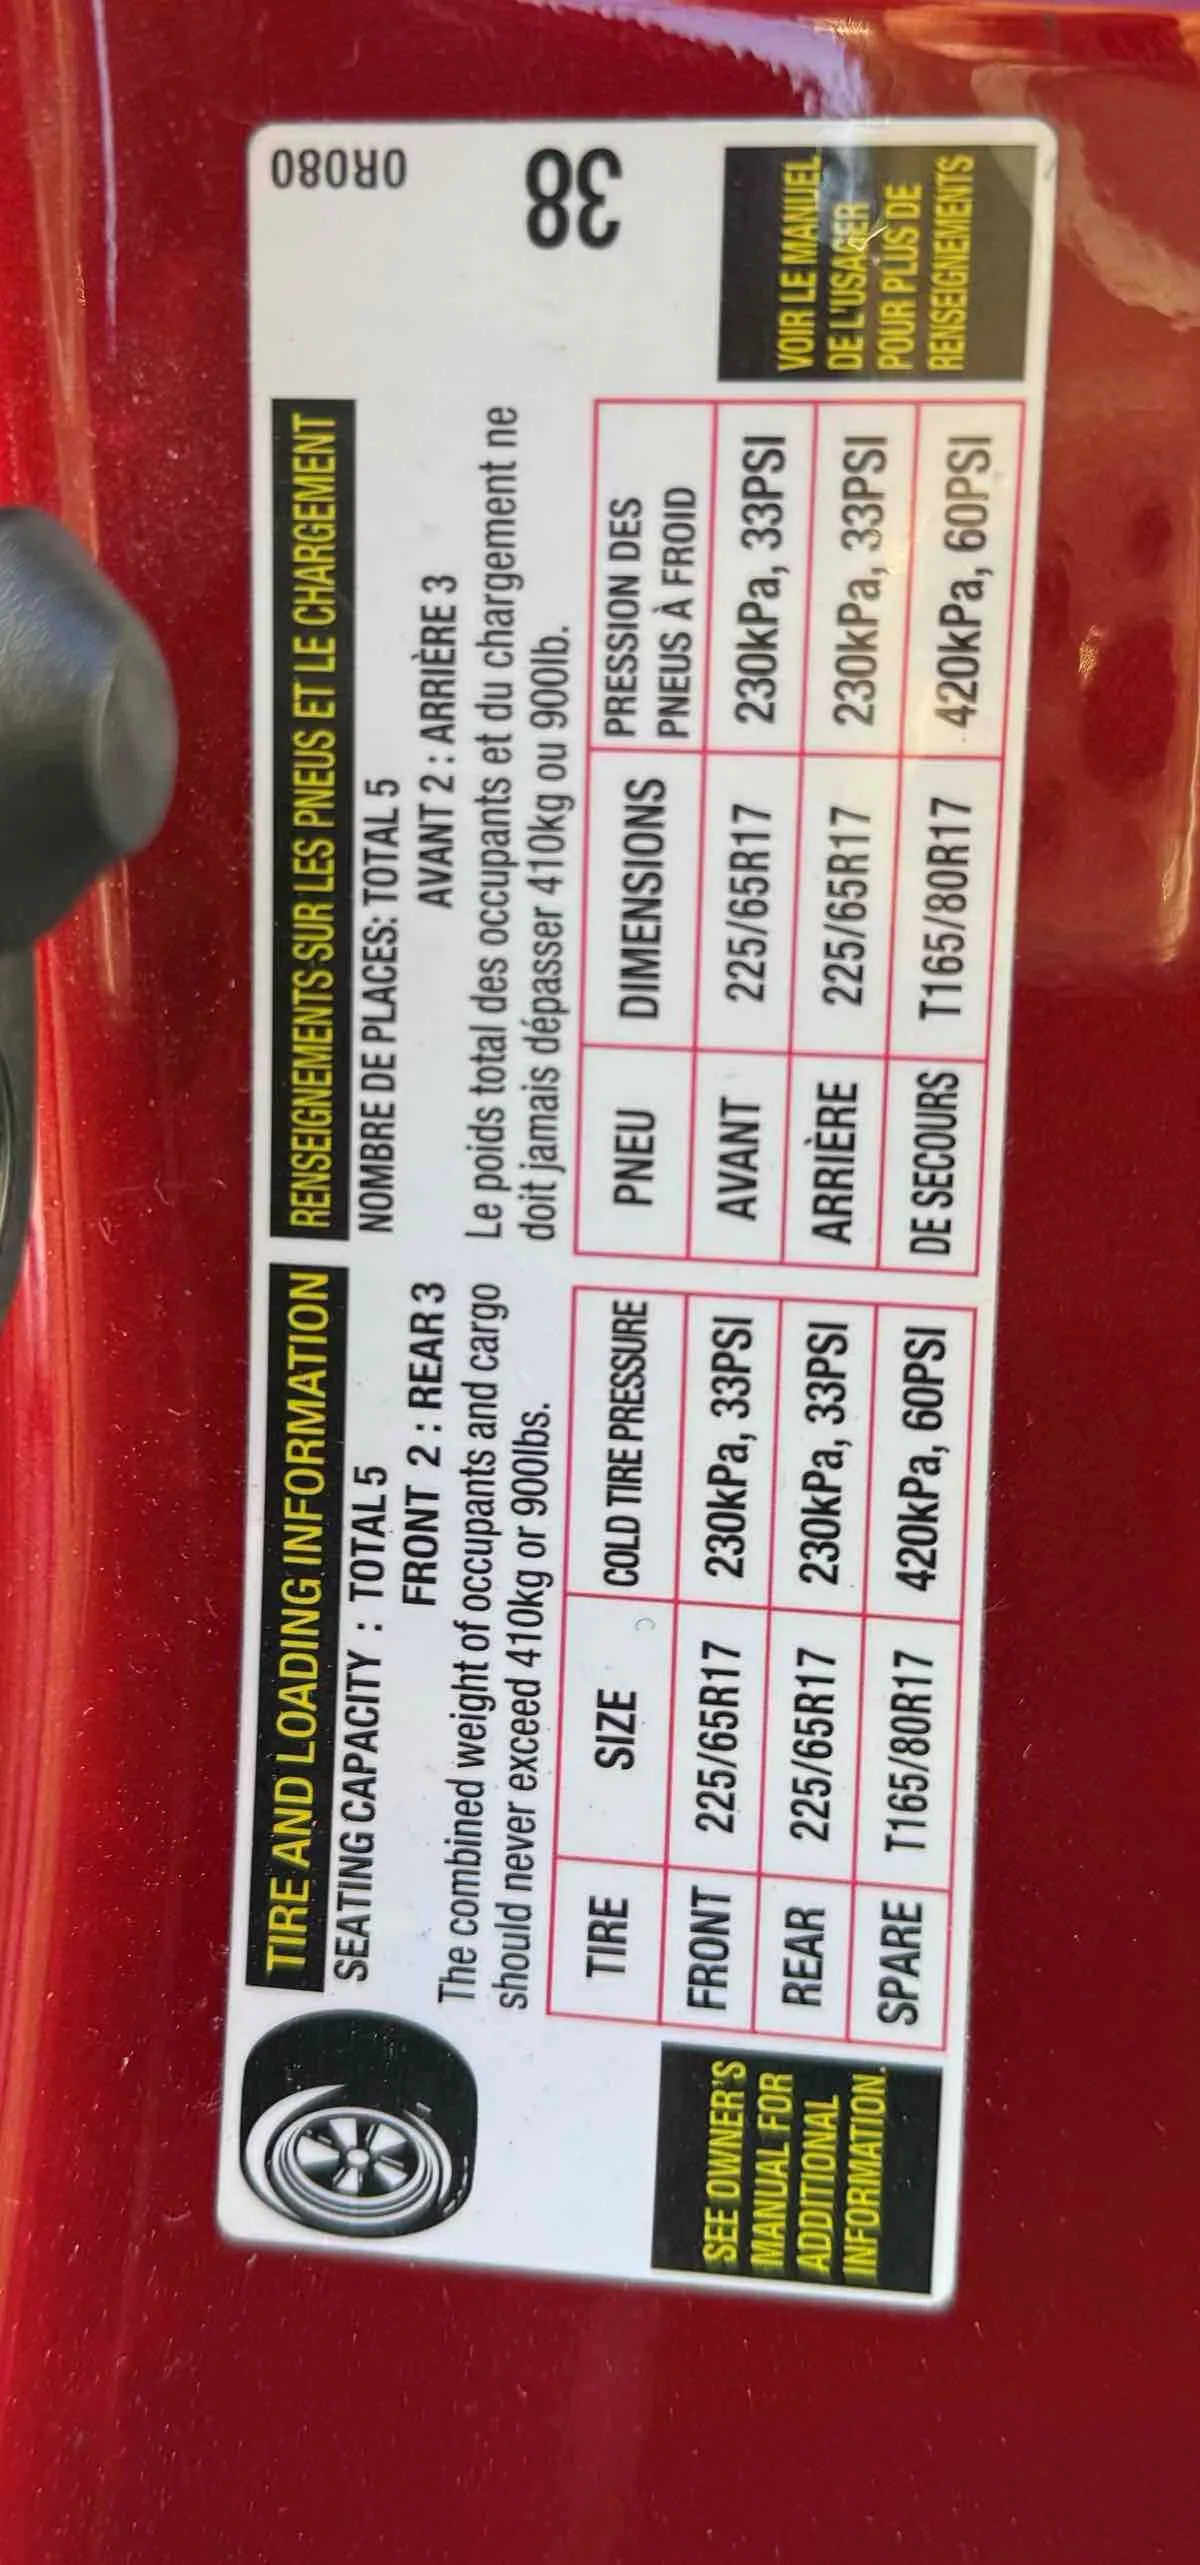 TIRE AND LOADING INFORMATION
SEATING CAPACITY : TOTAL 5
FRONT 2 : REAR 3
The combined weight of occupants and cargo
should never exceed 410kg or 900lbs.
TIRE SIZE COLD TIRE PRESSURE
FRONT 225/65R17 230kPa, 33PSI
REAR 225/65R17 230kPa, 33PSI
SPARE T165/80R17 420kPa, 60PSI
SEE OWNER'S
MANUAL FOR
ADDITIONAL
INFORMATION.
RENSEIGNEMENTS SUR LES PNEUS ET LE CHARGEMENT
NOMBRE DE PLACES: TOTAL 5
AVANT 2 : ARRIÈRE 3
Le poids total des occupants et du chargement ne
doit jamais dépasser 410kg ou 900lb.
PNEU DIMENSIONS PRESSION DES
PNEUS À FROID
AVANT 225/65R17 230kPa, 33PSI
ARRIÈRE 225/65R17 230kPa, 33PSI
DE SECOURS T165/80R17 420kPa, 60PSI
VOIR LE MANUEL
DE L'USAGER
POUR PLUS DE
RENSEIGNEMENTS
0R080
38